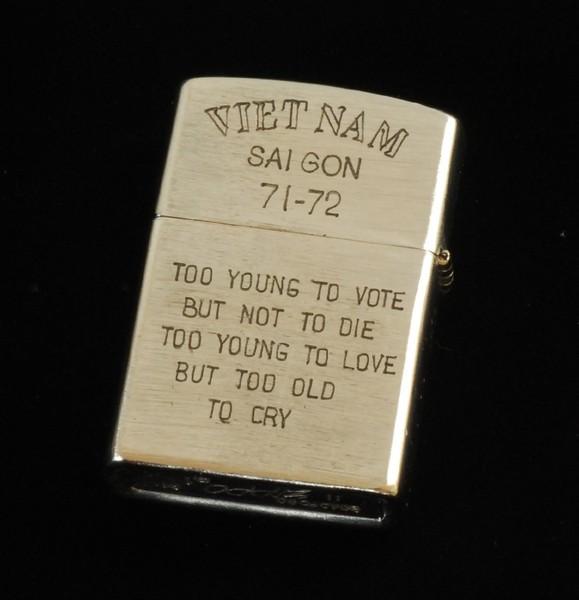 VIET NAM
SAI GON
71-72
TOO YOUNG TO VOTE
BUT NOT TO DIE
TOO YOUNG TO LOVE
BUT TOO OLD
TO CRY